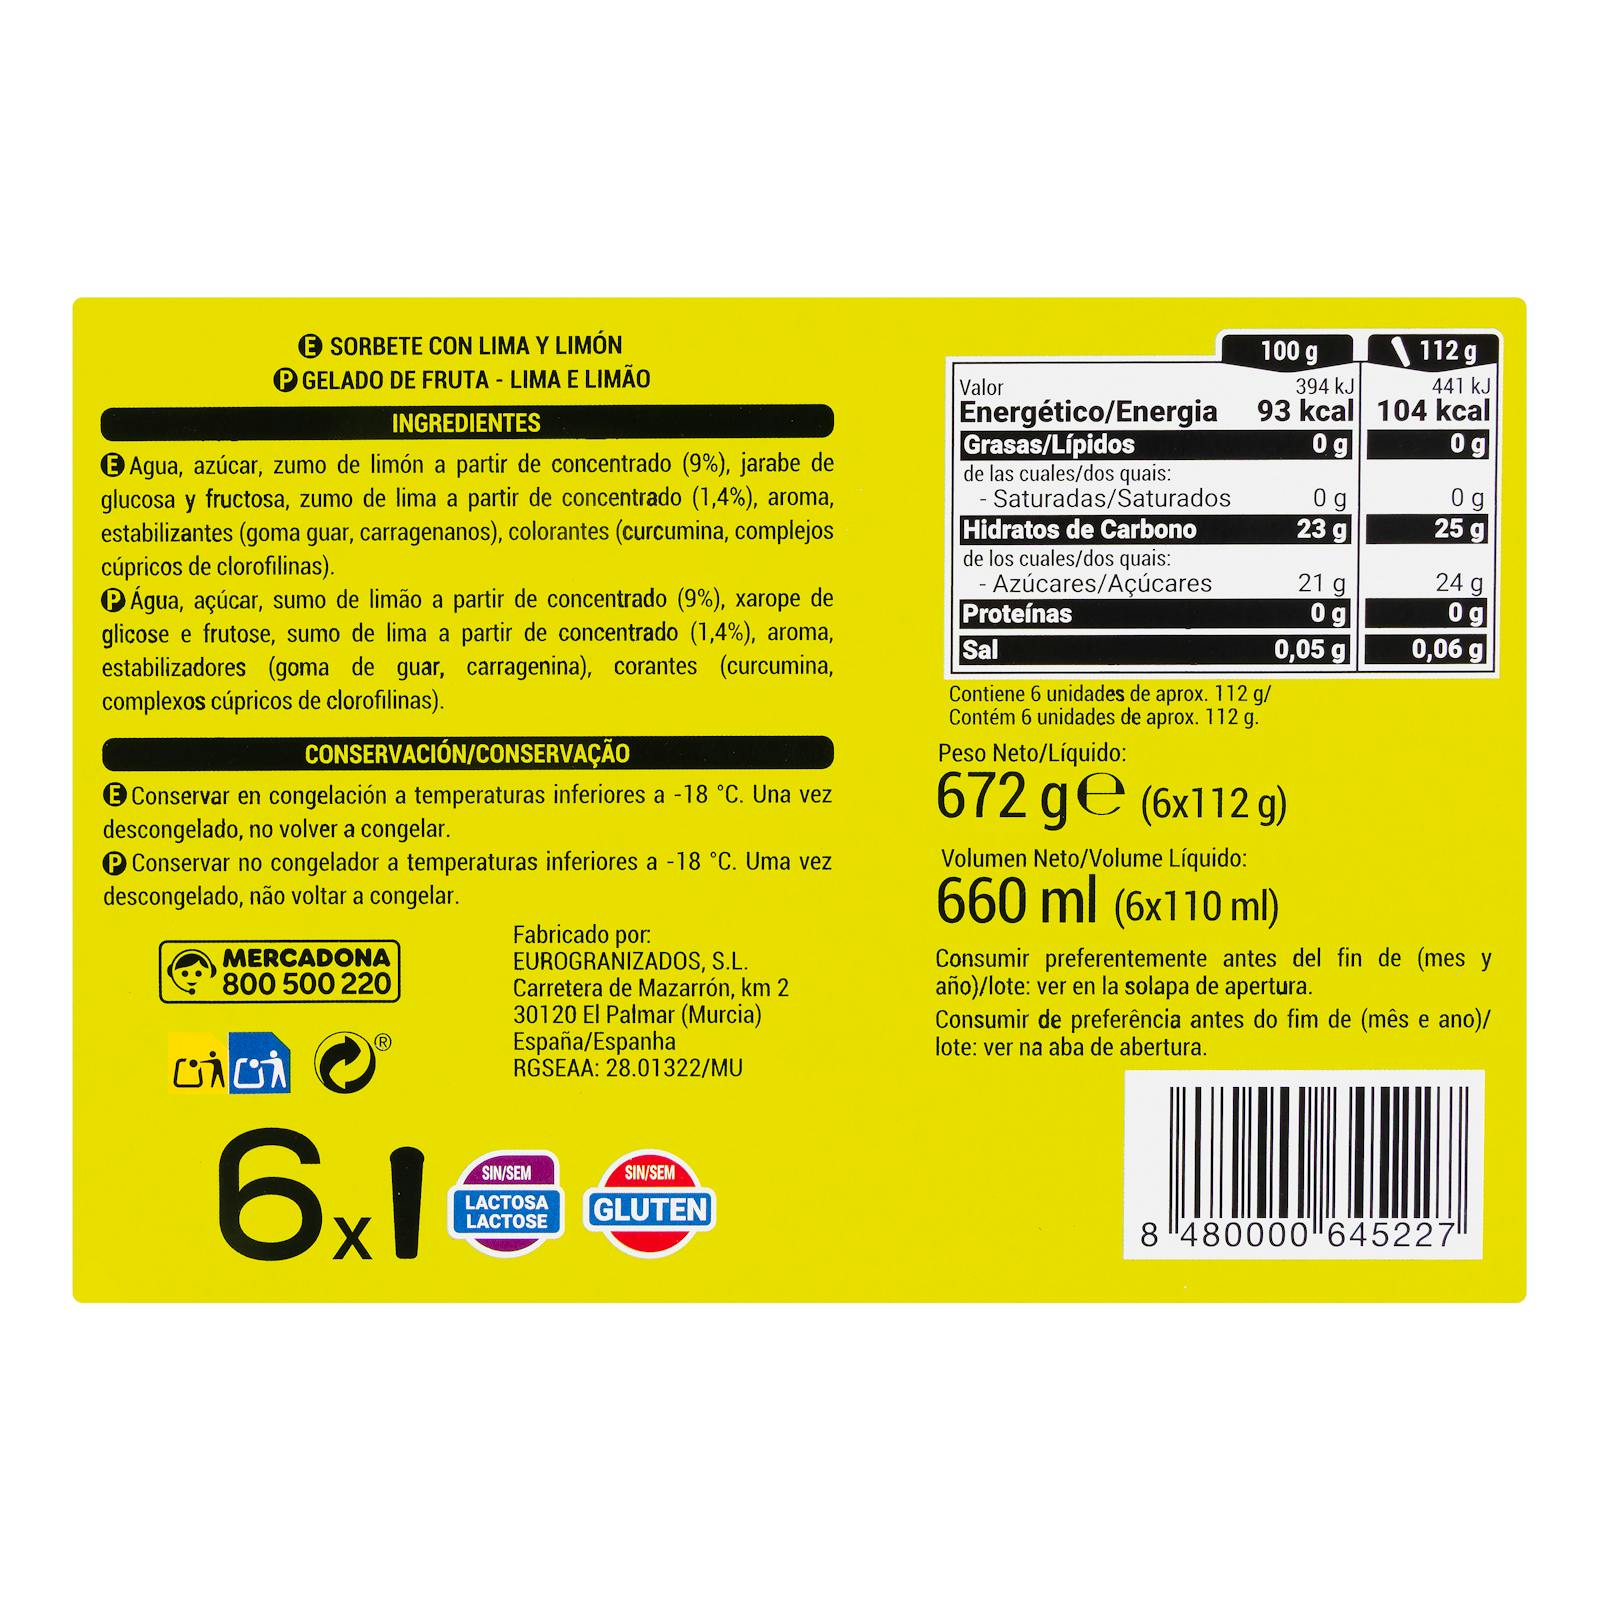 E SORBETE CON LIMA Y LIMÓN
P GELADO DE FRUTA - LIMA E LIMÃO
INGREDIENTES
E Agua, azúcar, zumo de limón a partir de concentrado (9%), jarabe de
glucosa y fructosa, zumo de lima a partir de concentrado (1,4%), aroma,
estabilizantes (goma guar, carragenanos), colorantes (curcumina, complejos
cúpricos de clorofilinas).
P Água, açúcar, sumo de limão a partir de concentrado (9%), xarope de
glicose e frutose, sumo de lima a partir de concentrado (1,4%), aroma,
estabilizadores (goma de guar, carragenina), corantes (curcumina,
complexos cúpricos de clorofilinas).
CONSERVACIÓN/CONSERVAÇÃO
E Conservar en congelación a temperaturas inferiores a -18 °C. Una vez
descongelado, no volver a congelar.
P Conservar no congelador a temperaturas inferiores a -18 °C. Uma vez
descongelado, não voltar a congelar.
MERCADONA
800 500 220
Fabricado por:
EUROGRANIZADOS, S.L.
Carretera de Mazarrón, km 2
30120 El Palmar (Murcia)
España/Espanha
RGSEAA: 28.01322/MU
®
6x
SIN/SEM
LACTOSA
LACTOSE
SIN/SEM
GLUTEN
100 g 112 g
Valor 394 kJ 441 kJ
Energético/Energia 93 kcal 104 kcal
Grasas/Lípidos 0 g 0 g
de las cuales/dos quais:
- Saturadas/Saturados 0 g 0 g
Hidratos de Carbono 23 g 25 g
de los cuales/dos quais:
- Azúcares/Açúcares 21 g 24 g
Proteínas 0 g 0 g
Sal 0,05 g 0,06 g
Contiene 6 unidades de aprox. 112 g/
Contém 6 unidades de aprox. 112 g.
Peso Neto/Líquido:
672 g ℮ (6x112 g)
Volumen Neto/Volume Líquido:
660 ml (6x110 ml)
Consumir preferentemente antes del fin de (mes y
año)/lote: ver en la solapa de apertura.
Consumir de preferência antes do fim de (mês e ano)/
lote: ver na aba de abertura.
8 480000 645227